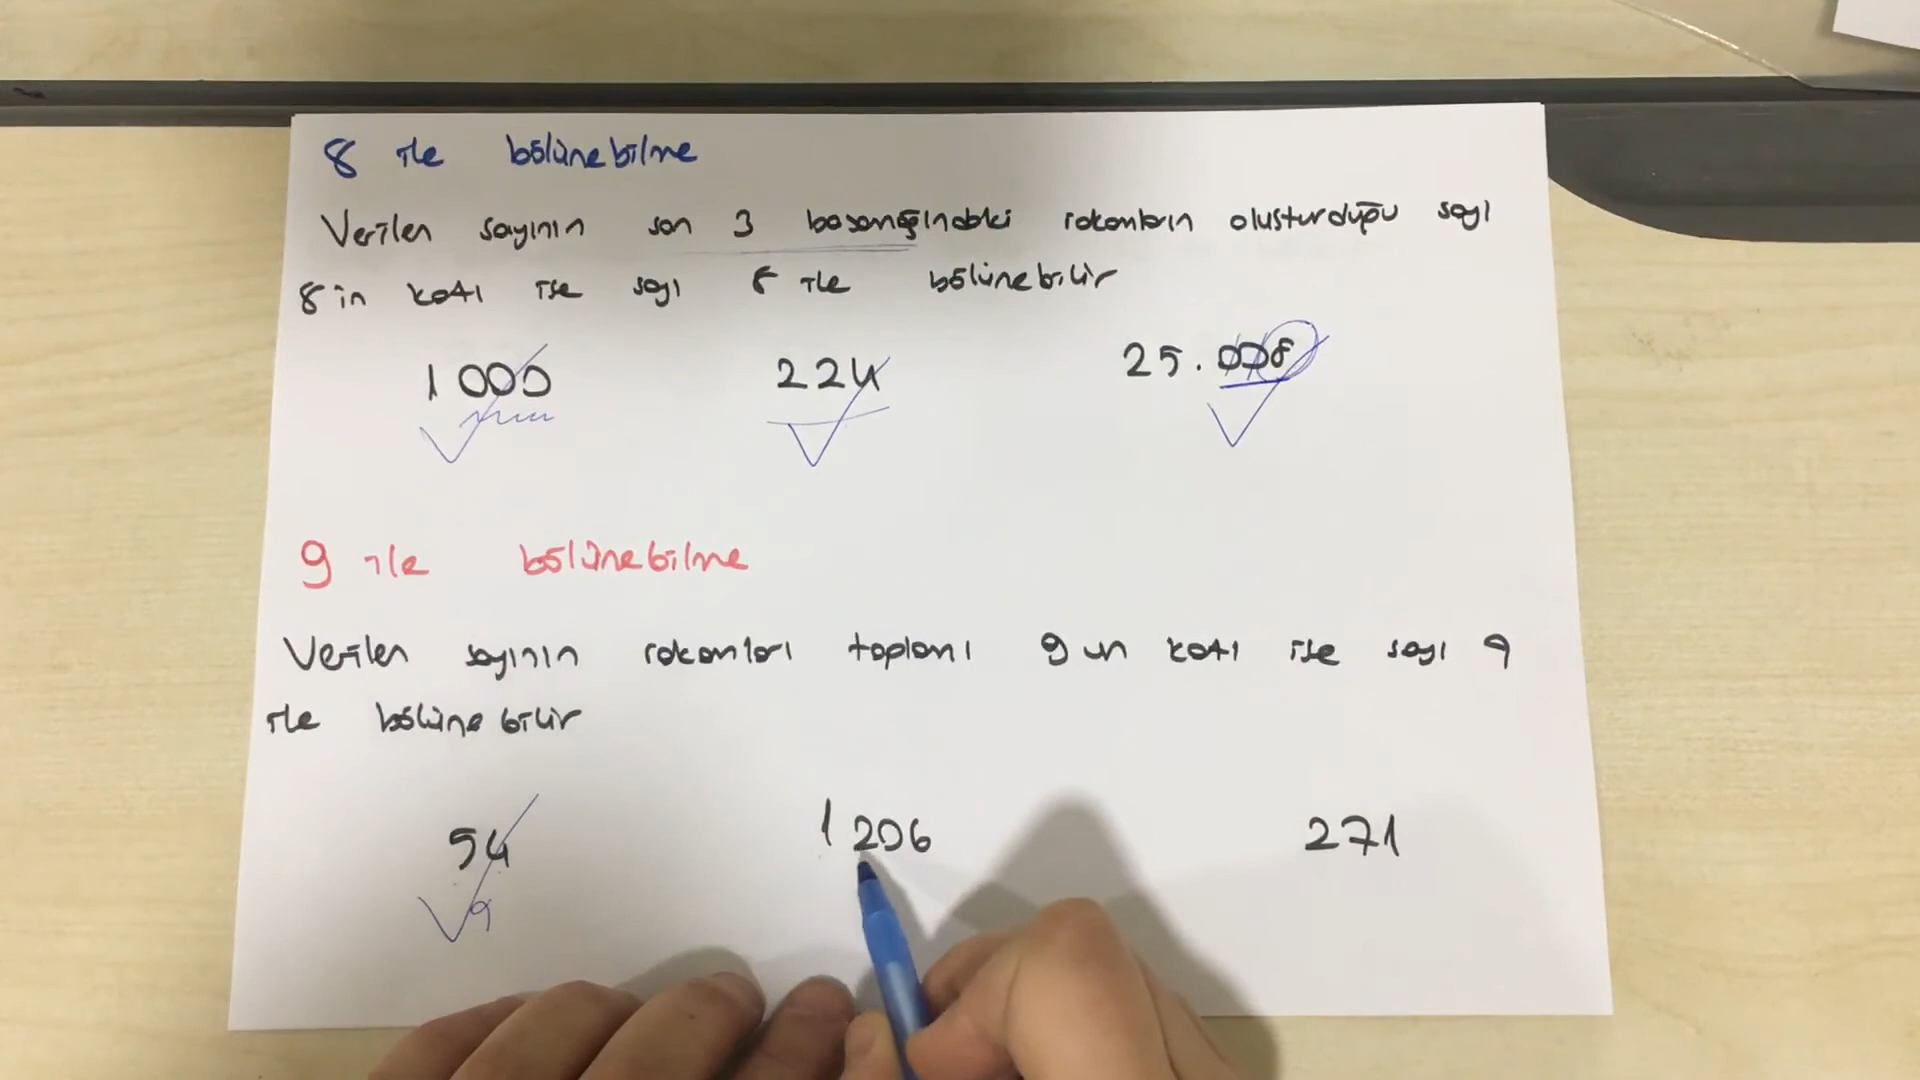 8 ile bölünebilme
Verilen sayının son 3 basamağındaki rakamların oluşturduğu sayı
8 in katı ise sayı 8 ile bölünebilir
1000 224 25.008
9 ile bölünebilme
Verilen sayının rakamları toplamı 9 un katı ise sayı 9
ile bölünebilir
54 1206 271
9